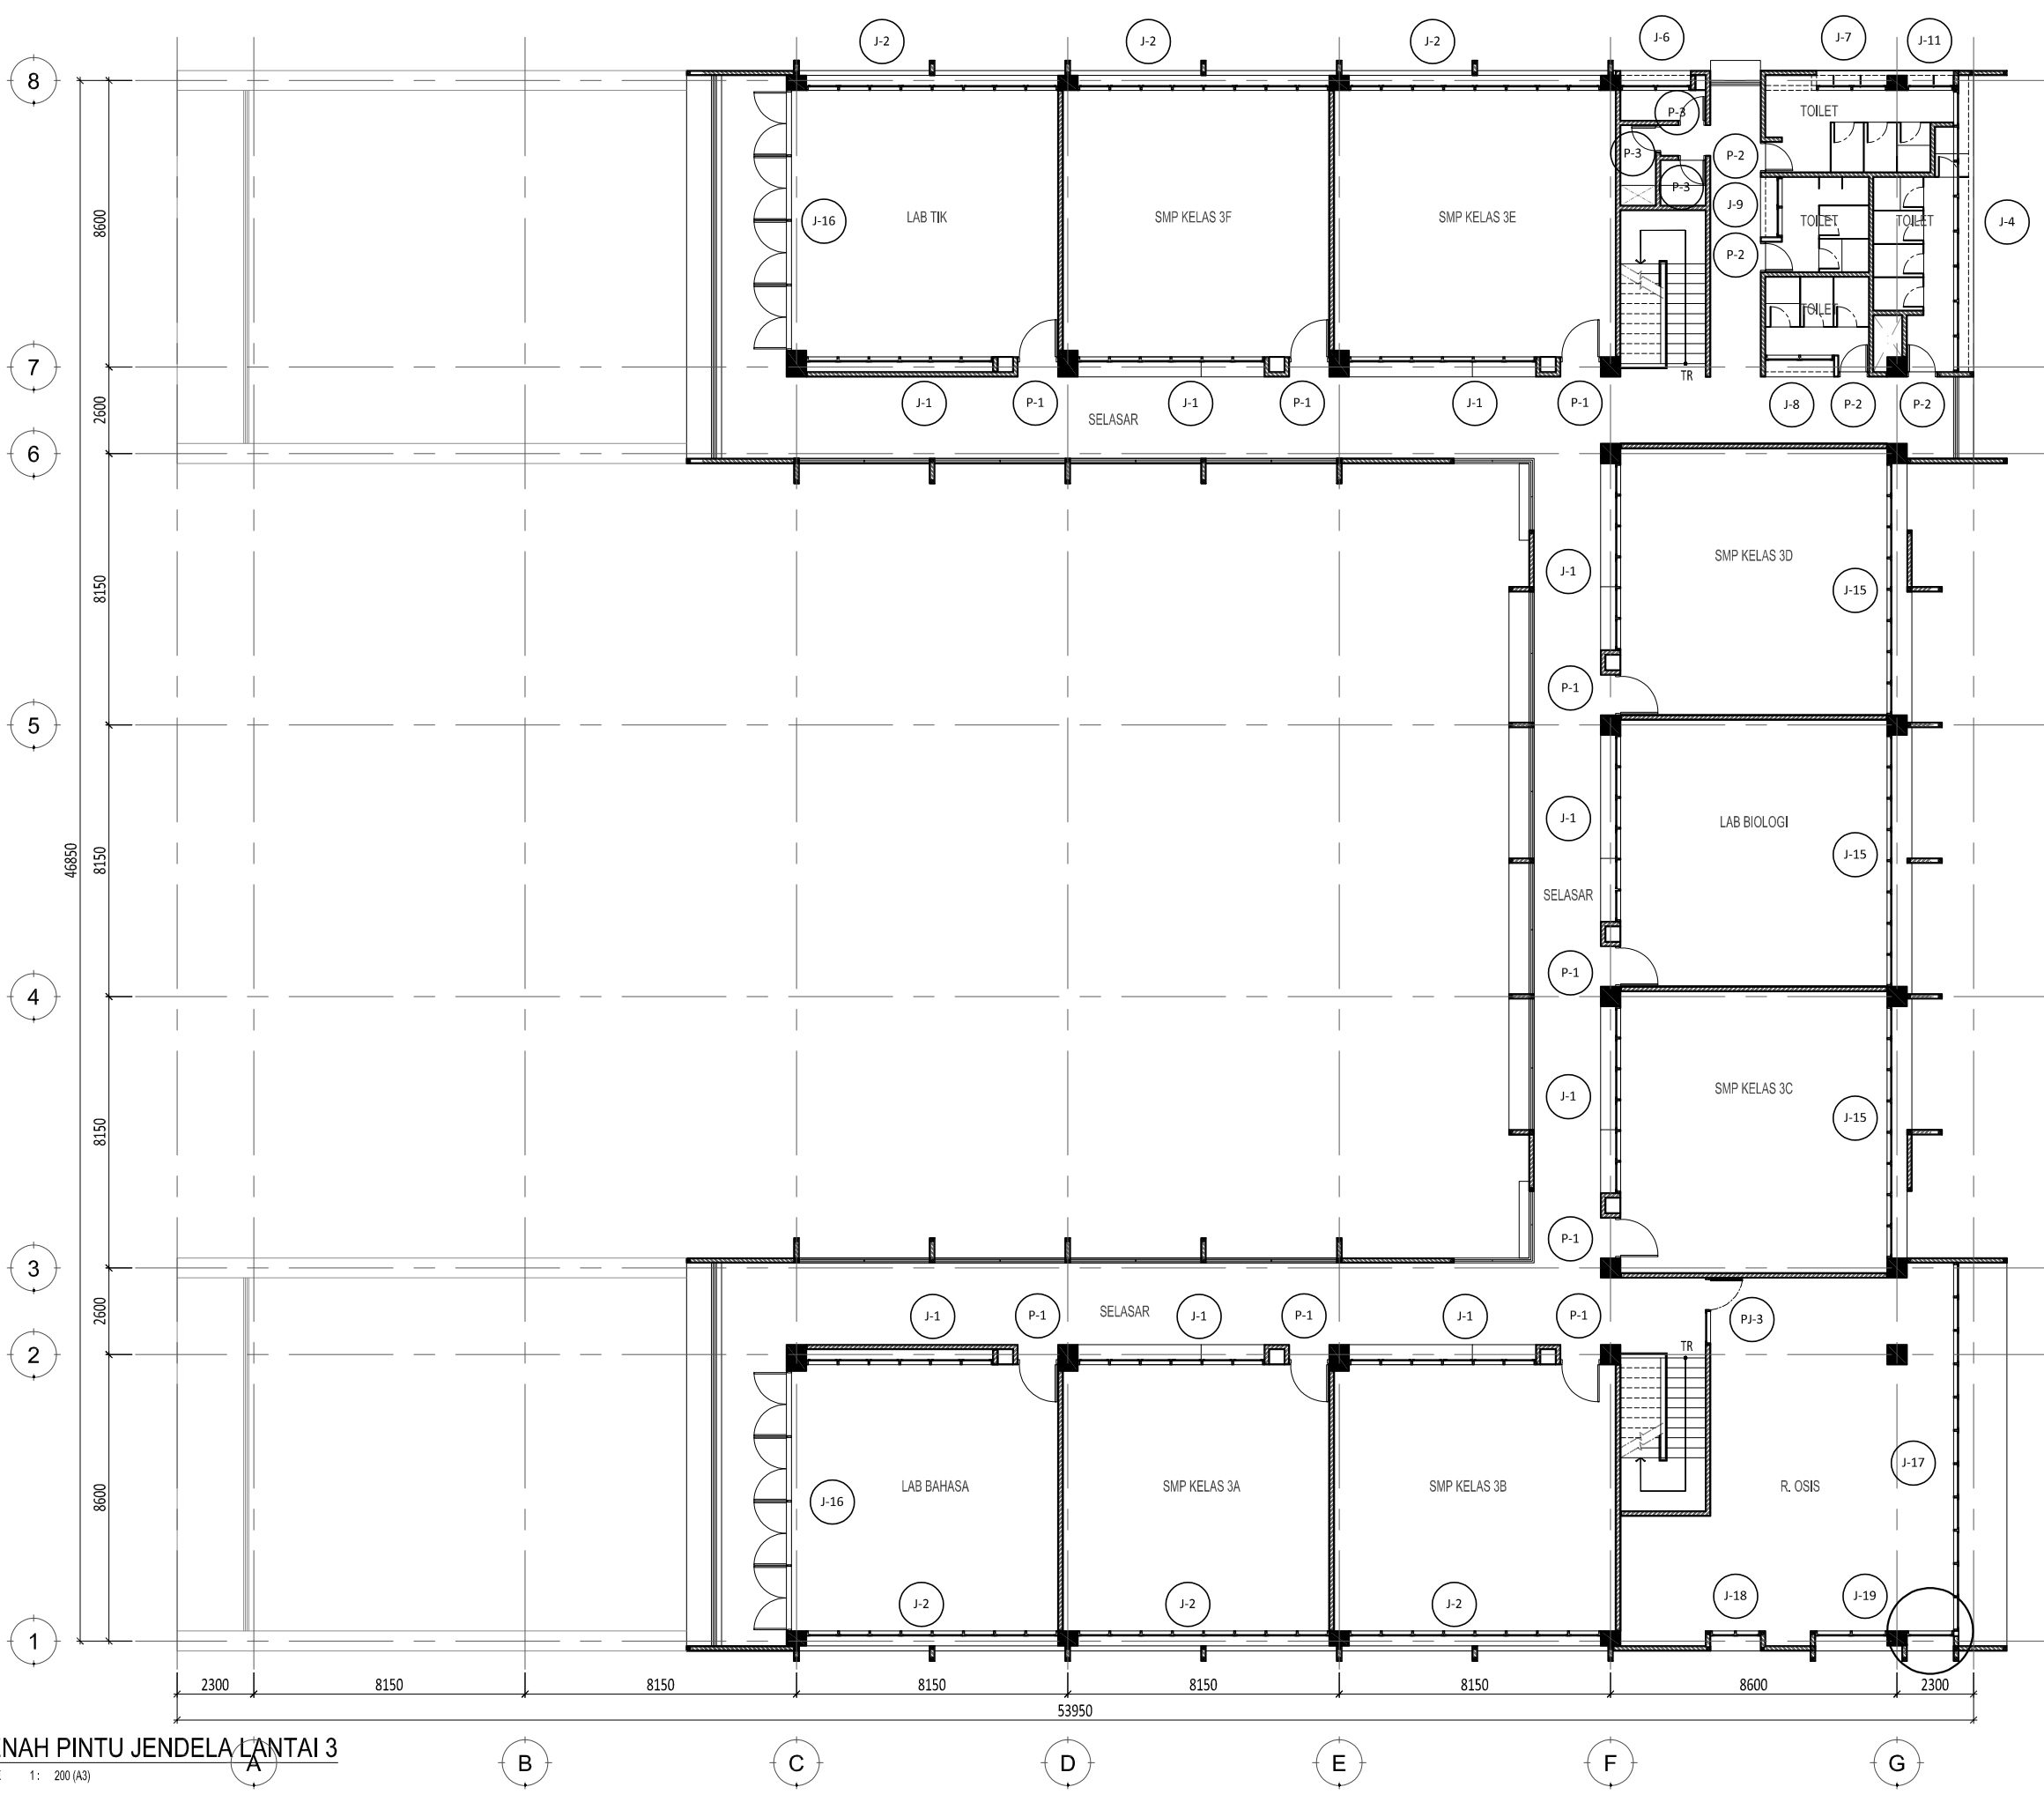 J-2 J-2 J-2 J-6 J-7 J-11
8
P-3 TOILET
P-3 P-2
P-3
J-9
8600 J-16 LAB TIK SMP KELAS 3F SMP KELAS 3E TOILET TOILET J-4
P-2
TOILET
7
TR
2600 J-1 P-1 J-1 P-1 J-1 P-1 J-8 P-2 P-2
SELASAR
6
SMP KELAS 3D
8150 J-1 J-15
P-1
5
J-1 LAB BIOLOGI
46850 8150 J-15
SELASAR
P-1
4
SMP KELAS 3C
8150 J-1 J-15
P-1
3
2600 J-1 P-1 SELASAR J-1 P-1 J-1 P-1 PJ-3
2
TR
J-17
8600 J-16 LAB BAHASA SMP KELAS 3A SMP KELAS 3B R. OSIS
J-2 J-2 J-2 J-18 J-19
1
2300 8150 8150 8150 8150 8150 8600 2300
53950
NAH PINTU JENDELA LANTAI 3
1 : 200 (A3)
A B C D E F G